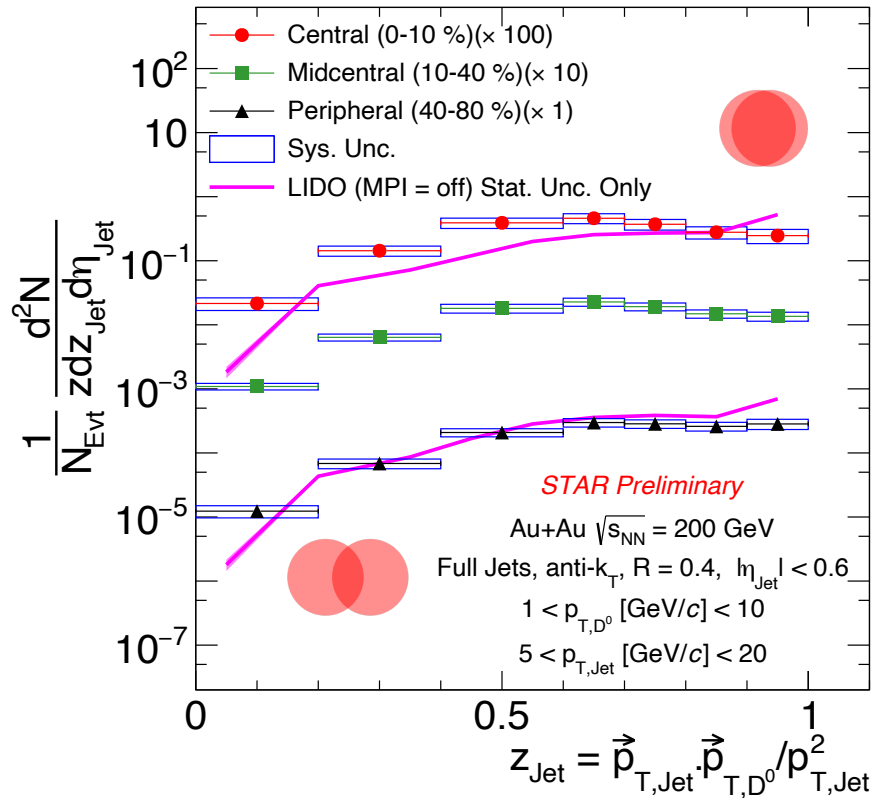 Central (0-10 %)(× 100)
Midcentral (10-40 %)(× 10)
Peripheral (40-80 %)(× 1)
Sys. Unc.
LIDO (MPI = off) Stat. Unc. Only
10²
10
10⁻¹
10⁻³
10⁻⁵
10⁻⁷
1/N_Evt d²N/zdz_Jet dη_Jet
STAR Preliminary
Au+Au √s_NN = 200 GeV
Full Jets, anti-k_T, R = 0.4, |η_Jet| < 0.6
1 < p_T,D⁰ [GeV/c] < 10
5 < p_T,Jet [GeV/c] < 20
0 0.5 1
z_Jet = p⃗_T,Jet.p⃗_T,D⁰/p²_T,Jet